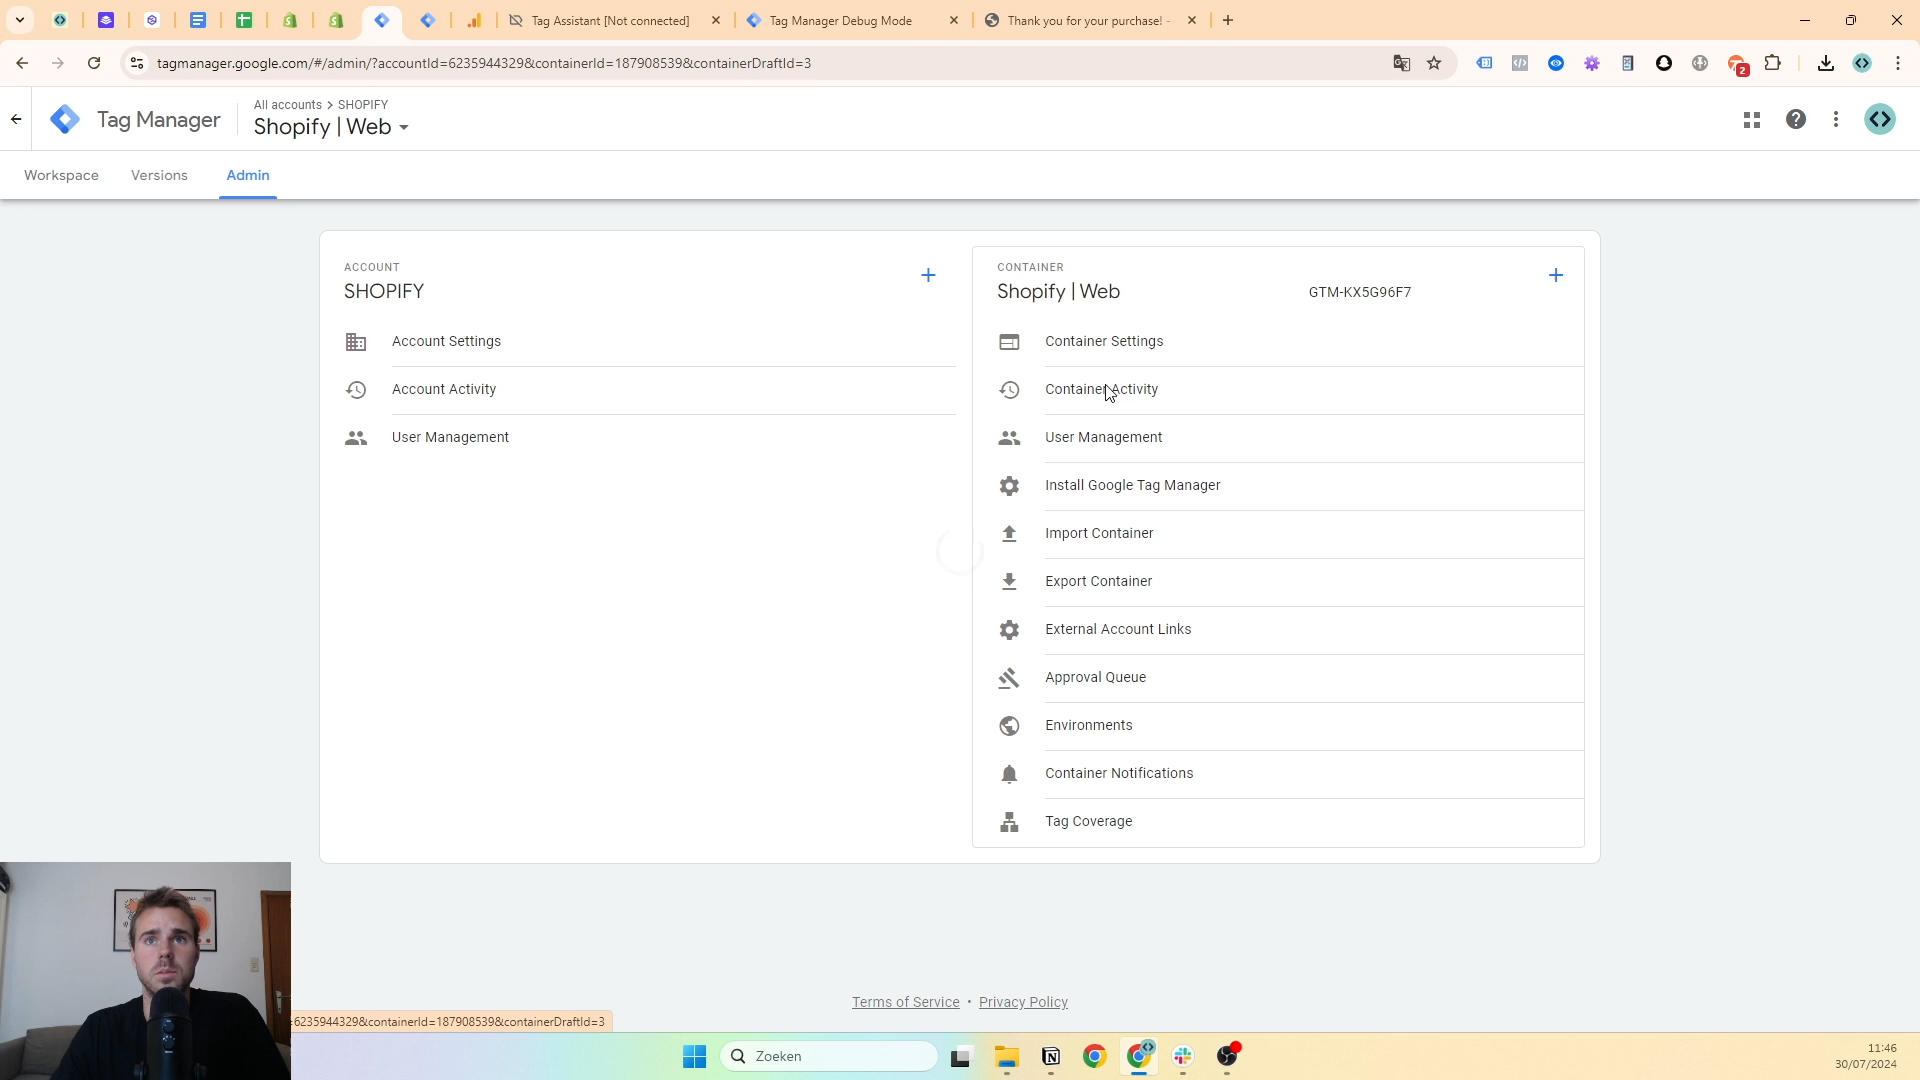 Tag Assistant [Not connected]
Tag Manager Debug Mode
Thank you for your purchase! -
tagmanager.google.com/#/admin/?accountId=6235944329&containerId=187908539&containerDraftId=3
2
Tag Manager
All accounts > SHOPIFY
Shopify | Web
Workspace
Versions
Admin
ACCOUNT
SHOPIFY
Account Settings
Account Activity
User Management
CONTAINER
Shopify | Web
GTM-KX5G96F7
Container Settings
Container Activity
User Management
Install Google Tag Manager
Import Container
Export Container
External Account Links
Approval Queue
Environments
Container Notifications
Tag Coverage
Terms of Service • Privacy Policy
6235944329&containerId=187908539&containerDraftId=3
Zoeken
11:46
30/07/2024